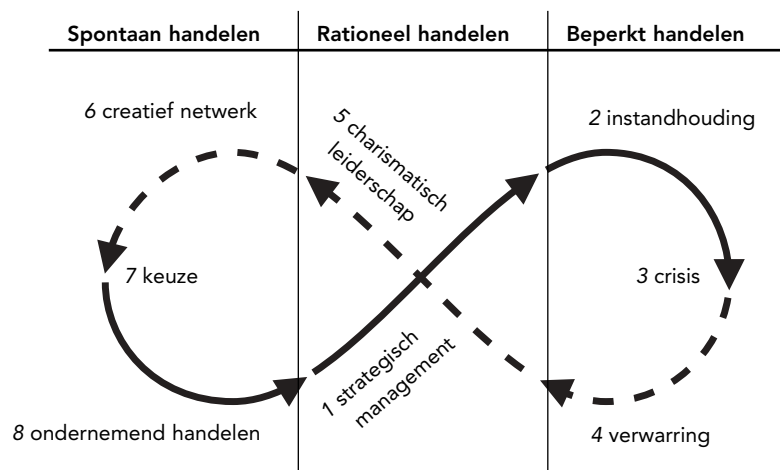 Spontaan handelen
Rationeel handelen
Beperkt handelen
6 creatief netwerk
5 charismatisch
leiderschap
2 instandhouding
7 keuze
3 crisis
1 strategisch
management
8 ondernemend handelen
4 verwarring